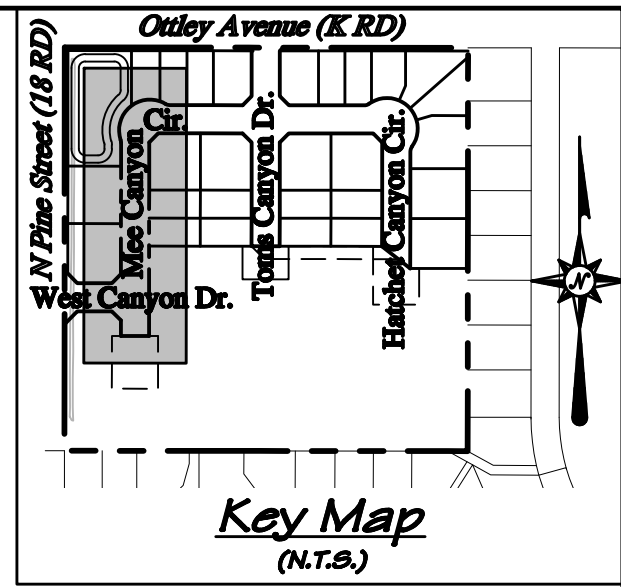 Ottley Avenue (K RD)
N Pine Street (18 RD)
Mee Canyon Cir.
Toms Canyon Dr.
Hatchet Canyon Cir.
West Canyon Dr.
N
Key Map
(N.T.S.)